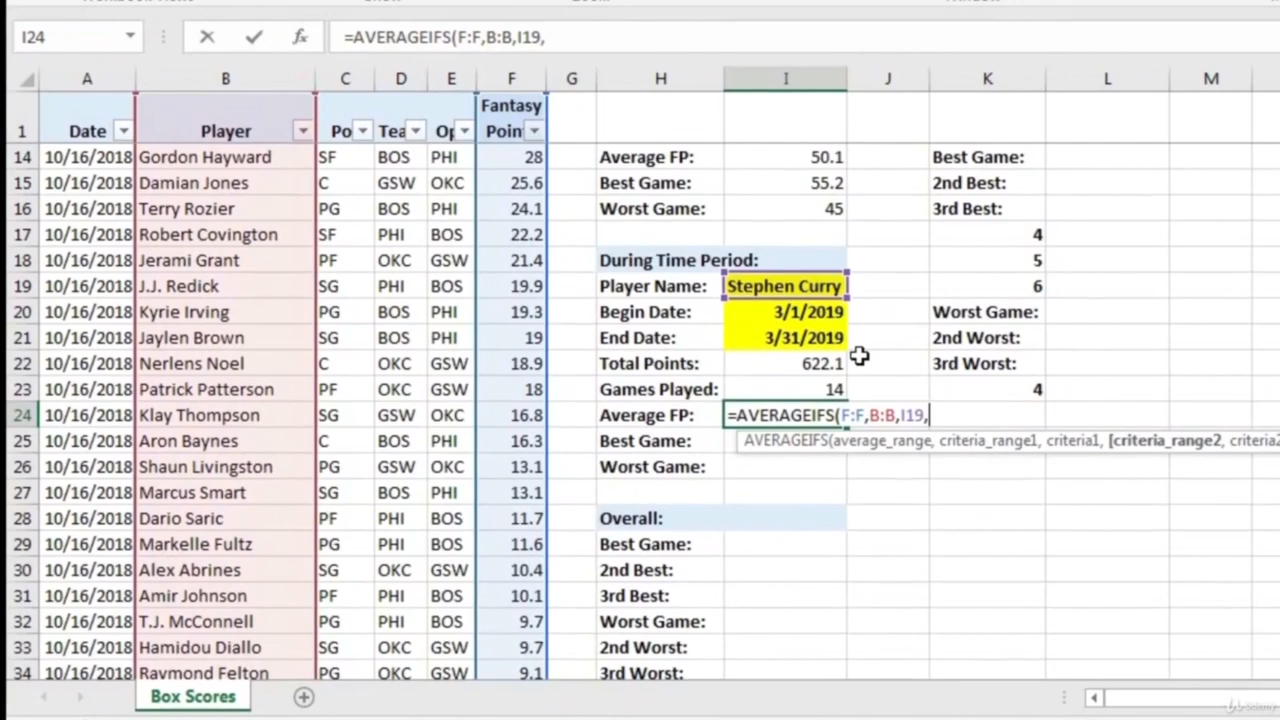 I24 =AVERAGEIFS(F:F,B:B,I19,
A B C D E F G H I J K L M
Fantasy
1 Date Player Po Tea Op Poin
14 10/16/2018 Gordon Hayward SF BOS PHI 28 Average FP: 50.1 Best Game:
15 10/16/2018 Damian Jones C GSW OKC 25.6 Best Game: 55.2 2nd Best:
16 10/16/2018 Terry Rozier PG BOS PHI 24.1 Worst Game: 45 3rd Best:
17 10/16/2018 Robert Covington SF PHI BOS 22.2 4
18 10/16/2018 Jerami Grant PF OKC GSW 21.4 During Time Period: 5
19 10/16/2018 J.J. Redick SG PHI BOS 19.9 Player Name: Stephen Curry 6
20 10/16/2018 Kyrie Irving PG BOS PHI 19.3 Begin Date: 3/1/2019 Worst Game:
21 10/16/2018 Jaylen Brown SG BOS PHI 19 End Date: 3/31/2019 2nd Worst:
22 10/16/2018 Nerlens Noel C OKC GSW 18.9 Total Points: 622.1 3rd Worst:
23 10/16/2018 Patrick Patterson PF OKC GSW 18 Games Played: 14 4
24 10/16/2018 Klay Thompson SG GSW OKC 16.8 Average FP: =AVERAGEIFS(F:F,B:B,I19,
25 10/16/2018 Aron Baynes C BOS PHI 16.3 Best Game: AVERAGEIFS(average_range, criteria_range1, criteria1, [criteria_range2, criteria2
26 10/16/2018 Shaun Livingston PG GSW OKC 13.1 Worst Game:
27 10/16/2018 Marcus Smart SG BOS PHI 13.1
28 10/16/2018 Dario Saric PF PHI BOS 11.7 Overall:
29 10/16/2018 Markelle Fultz PG PHI BOS 11.6 Best Game:
30 10/16/2018 Alex Abrines SG OKC GSW 10.4 2nd Best:
31 10/16/2018 Amir Johnson PF PHI BOS 10.1 3rd Best:
32 10/16/2018 T.J. McConnell PG PHI BOS 9.7 Worst Game:
33 10/16/2018 Hamidou Diallo SG OKC GSW 9.7 2nd Worst:
34 10/16/2018 Raymond Felton PG OKC GSW 9.1 3rd Worst:
Box Scores
Udemy